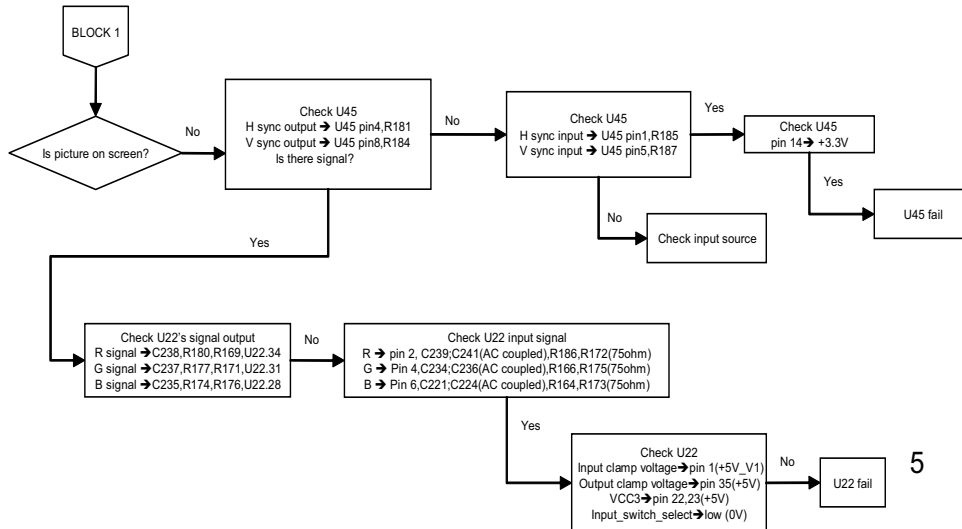 BLOCK 1
Is picture on screen?
No
Check U45
H sync output ➔ U45 pin4,R181
V sync output ➔ U45 pin8,R184
Is there signal?
No
Check U45
H sync input ➔ U45 pin1,R185
V sync input ➔ U45 pin5,R187
Yes
Check U45
pin 14➔ +3.3V
Yes
U45 fail
No
Check input source
Yes
Check U22's signal output
R signal ➔C238,R180,R169,U22.34
G signal ➔C237,R177,R171,U22.31
B signal ➔C235,R174,R176,U22.28
No
Check U22 input signal
R ➔ pin 2, C239;C241(AC coupled),R186,R172(75ohm)
G ➔ Pin 4,C234;C236(AC coupled),R166,R175(75ohm)
B ➔ Pin 6,C221;C224(AC coupled),R164,R173(75ohm)
Yes
Check U22
Input clamp voltage➔pin 1(+5V_V1)
Output clamp voltage➔pin 35(+5V)
VCC3➔pin 22,23(+5V)
Input_switch_select➔low (0V)
No
U22 fail
5